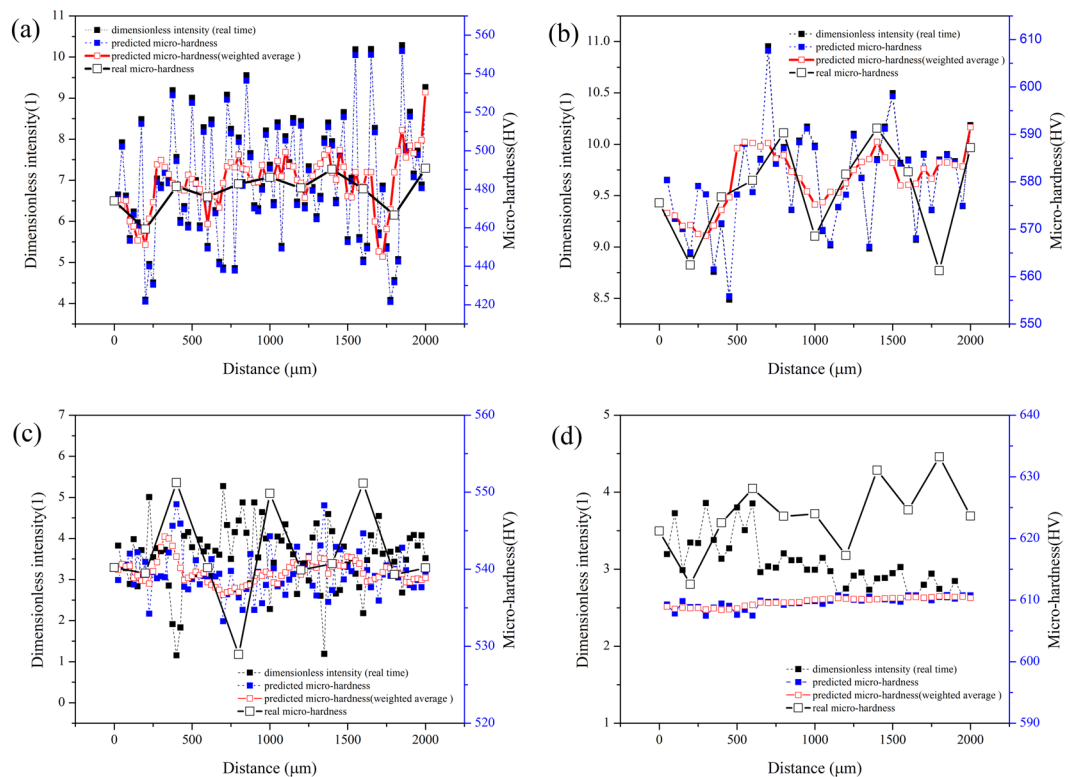 (a)
dimensionless intensity (real time)
predicted micro-hardness
predicted micro-hardness(weighted average )
real micro-hardness
11
10
9
8
7
6
5
4
Dimensionless intensity(1)
560
540
520
500
480
460
440
420
Micro-hardness(HV)
0
500
1000
1500
2000
Distance (μm)
(b)
dimensionless intensity (real time)
predicted micro-hardness
predicted micro-hardness(weighted average )
real micro-hardness
11.0
10.5
10.0
9.5
9.0
8.5
Dimensionless intensity(1)
610
600
590
580
570
560
550
Micro-hardness(HV)
0
500
1000
1500
2000
Distance (μm)
(c)
7
6
5
4
3
2
1
0
Dimensionless intensity(1)
560
550
540
530
520
Micro-hardness(HV)
dimensionless intensity (real time)
predicted micro-hardness
predicted micro-hardness(weighted average )
real micro-hardness
0
500
1000
1500
2000
Distance (μm)
(d)
5
4
3
2
1
Dimensionless intensity(1)
640
630
620
610
600
590
Micro-hardness(HV)
dimensionless intensity (real time)
predicted micro-hardness
predicted micro-hardness(weighted average )
real micro-hardness
0
500
1000
1500
2000
Distance (μm)